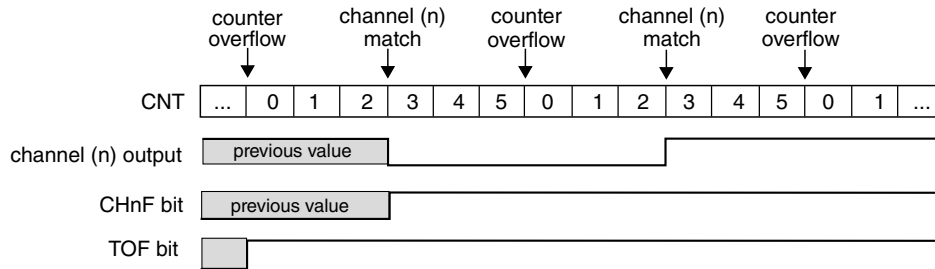 counter overflow
channel (n) match
counter overflow
channel (n) match
counter overflow
CNT ... 0 1 2 3 4 5 0 1 2 3 4 5 0 1 ...
channel (n) output previous value
CHnF bit previous value
TOF bit